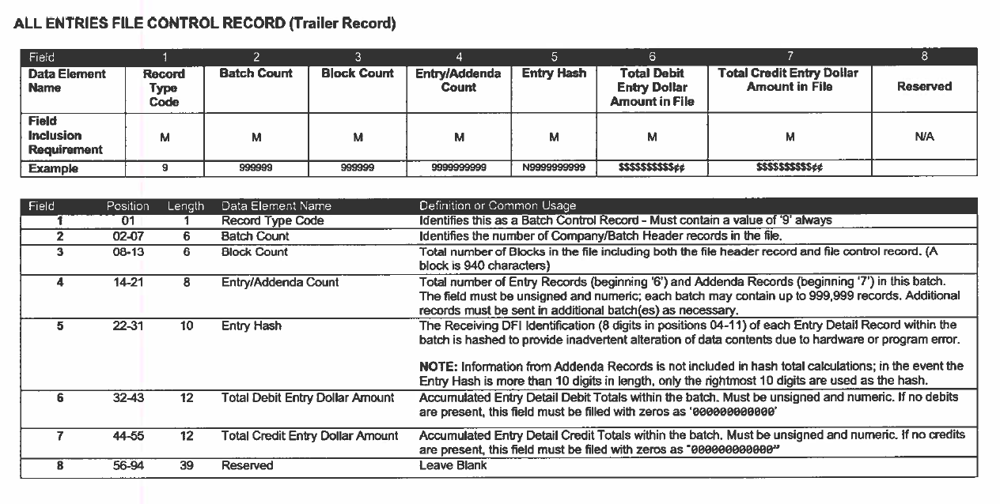 ALL ENTRIES FILE CONTROL RECORD (Trailer Record)
Field 1 2 3 4 5 6 7 8
Data Element Name Record Type Code Batch Count Block Count Entry/Addenda Count Entry Hash Total Debit Entry Dollar Amount in File Total Credit Entry Dollar Amount in File Reserved
Field Inclusion Requirement M M M M M M M N/A
Example 9 999999 999999 9999999999 N9999999999 $$$$$$$$$$¢¢ $$$$$$$$$$¢¢
Field Position Length Data Element Name Definition or Common Usage
1 01 1 Record Type Code Identifies this as a Batch Control Record - Must contain a value of '9' always
2 02-07 6 Batch Count Identifies the number of Company/Batch Header records in the file.
3 08-13 6 Block Count Total number of Blocks in the file including both the file header record and file control record. (A
block is 940 characters)
4 14-21 8 Entry/Addenda Count Total number of Entry Records (beginning '6') and Addenda Records (beginning '7') in this batch.
The field must be unsigned and numeric; each batch may contain up to 999,999 records. Additional
records must be sent in additional batch(es) as necessary.
5 22-31 10 Entry Hash The Receiving DFI Identification (8 digits in positions 04-11) of each Entry Detail Record within the
batch is hashed to provide inadvertent alteration of data contents due to hardware or program error.
NOTE: Information from Addenda Records is not included in hash total calculations; in the event the
Entry Hash is more than 10 digits in length, only the rightmost 10 digits are used as the hash.
6 32-43 12 Total Debit Entry Dollar Amount Accumulated Entry Detail Debit Totals within the batch. Must be unsigned and numeric. If no debits
are present, this field must be filled with zeros as '000000000000'
7 44-55 12 Total Credit Entry Dollar Amount Accumulated Entry Detail Credit Totals within the batch. Must be unsigned and numeric. If no credits
are present, this field must be filed with zeros as "000000000000"
8 56-94 39 Reserved Leave Blank